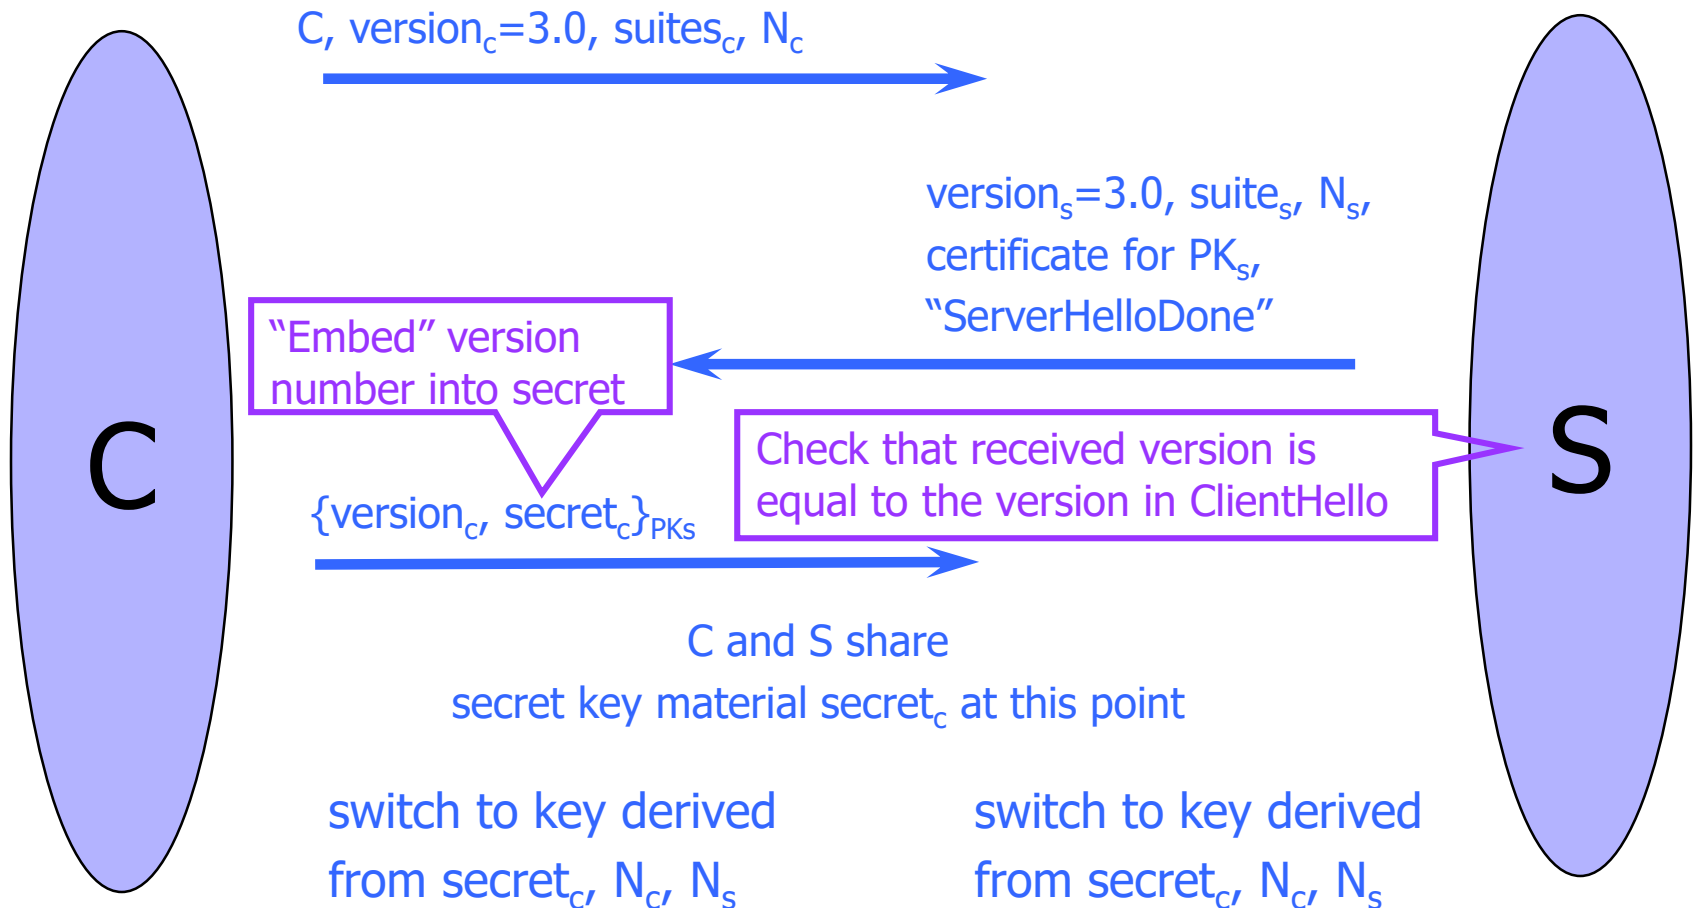 C, version_c=3.0, suites_c, N_c
version_s=3.0, suite_s, N_s,
certificate for PK_s,
“ServerHelloDone”
“Embed” version
number into secret
C
S
Check that received version is
equal to the version in ClientHello
{version_c, secret_c}_PKs
C and S share
secret key material secret_c at this point
switch to key derived
from secret_c, N_c, N_s
switch to key derived
from secret_c, N_c, N_s